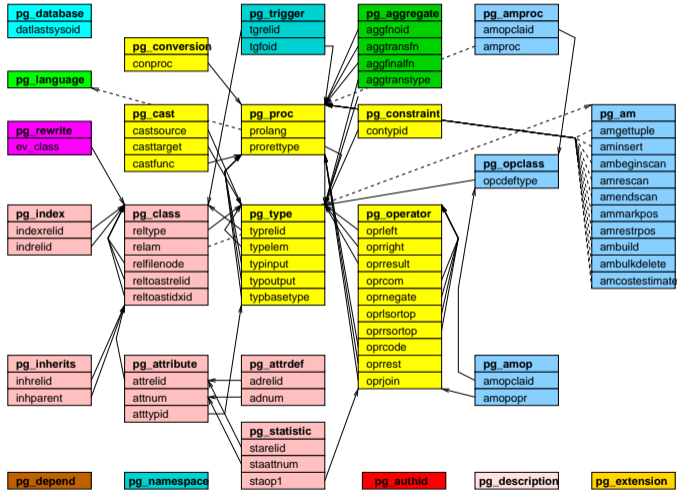 pg_database
datlastsysoid
pg_conversion
conproc
pg_trigger
tgrelid
tgfoid
pg_aggregate
aggfnoid
aggtransfn
aggfinalfn
aggtranstype
pg_amproc
amopclaid
amproc
pg_language
pg_rewrite
ev_class
pg_cast
castsource
casttarget
castfunc
pg_proc
prolang
prorettype
pg_constraint
contypid
pg_opclass
opcdeftype
pg_am
amgettuple
aminsert
ambeginscan
amrescan
amendscan
ammarkpos
amrestrpos
ambuild
ambulkdelete
amcostestimate
pg_index
indexrelid
indrelid
pg_class
reltype
relam
relfilenode
reltoastrelid
reltoastidxid
pg_type
typrelid
typelem
typinput
typoutput
typbasetype
pg_operator
oprleft
oprright
oprresult
oprcom
oprnegate
oprlsortop
oprrsortop
oprcode
oprrest
oprjoin
pg_inherits
inhrelid
inhparent
pg_attribute
attrelid
attnum
atttypid
pg_attrdef
adrelid
adnum
pg_statistic
starelid
staattnum
staop1
pg_amop
amopclaid
amopopr
pg_depend
pg_namespace
pg_authid
pg_description
pg_extension